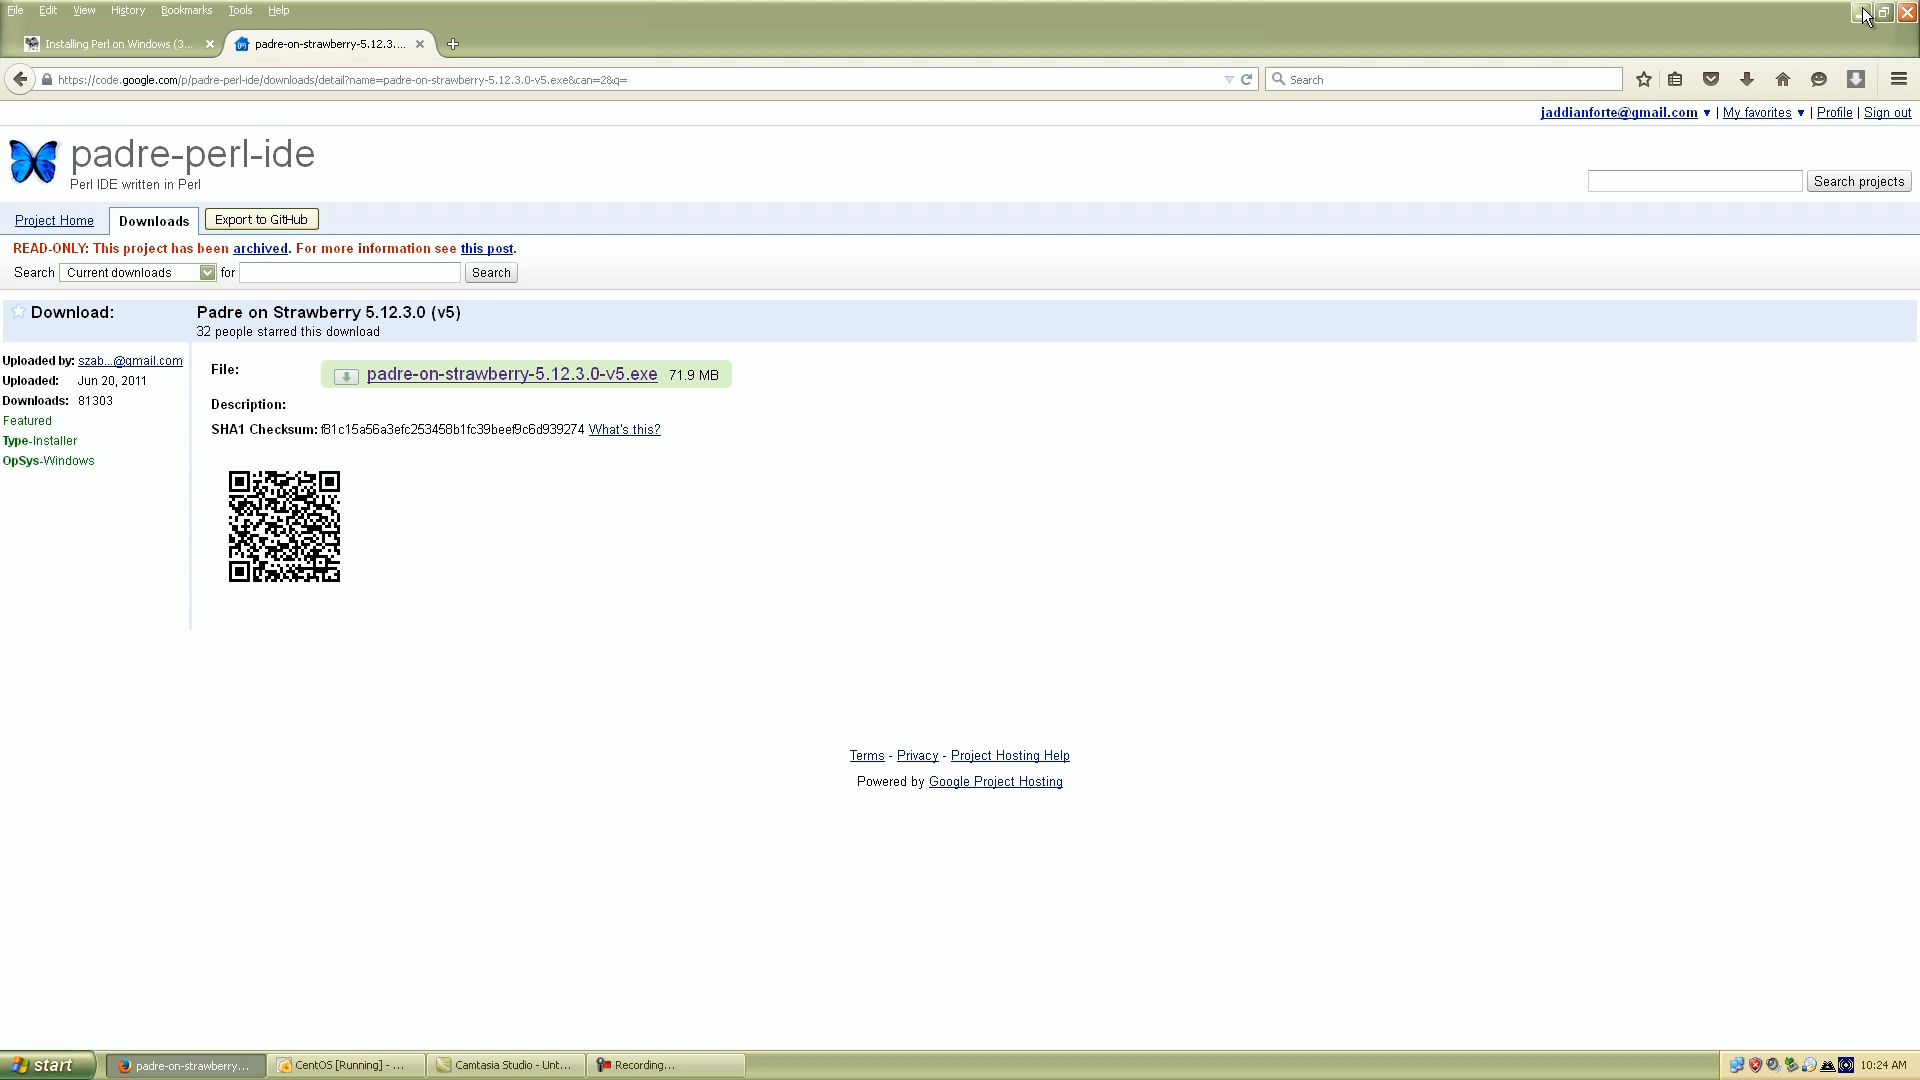 File Edit View History Bookmarks Tools Help
Installing Perl on Windows (3...
padre-on-strawberry-5.12.3....
https://code.google.com/p/padre-perl-ide/downloads/detail?name=padre-on-strawberry-5.12.3.0-v5.exe&can=2&q=
Search
jaddianforte@gmail.com ▼ | My favorites ▼ | Profile | Sign out
padre-perl-ide
Perl IDE written in Perl
Search projects
Project Home Downloads Export to GitHub
READ-ONLY: This project has been archived. For more information see this post.
Search Current downloads for Search
Download: Padre on Strawberry 5.12.3.0 (v5)
32 people starred this download
Uploaded by: szab...@gmail.com
Uploaded: Jun 20, 2011
Downloads: 81303
Featured
Type-Installer
OpSys-Windows
File: padre-on-strawberry-5.12.3.0-v5.exe 71.9 MB
Description:
SHA1 Checksum: f81c15a56a3efc253458b1fc39beef9c6d939274 What's this?
Terms - Privacy - Project Hosting Help
Powered by Google Project Hosting
start padre-on-strawberry... CentOS [Running] - ... Camtasia Studio - Unt... Recording... 10:24 AM